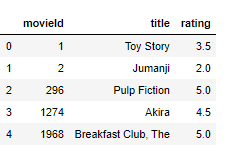 movieId title rating
0 1 Toy Story 3.5
1 2 Jumanji 2.0
2 296 Pulp Fiction 5.0
3 1274 Akira 4.5
4 1968 Breakfast Club, The 5.0